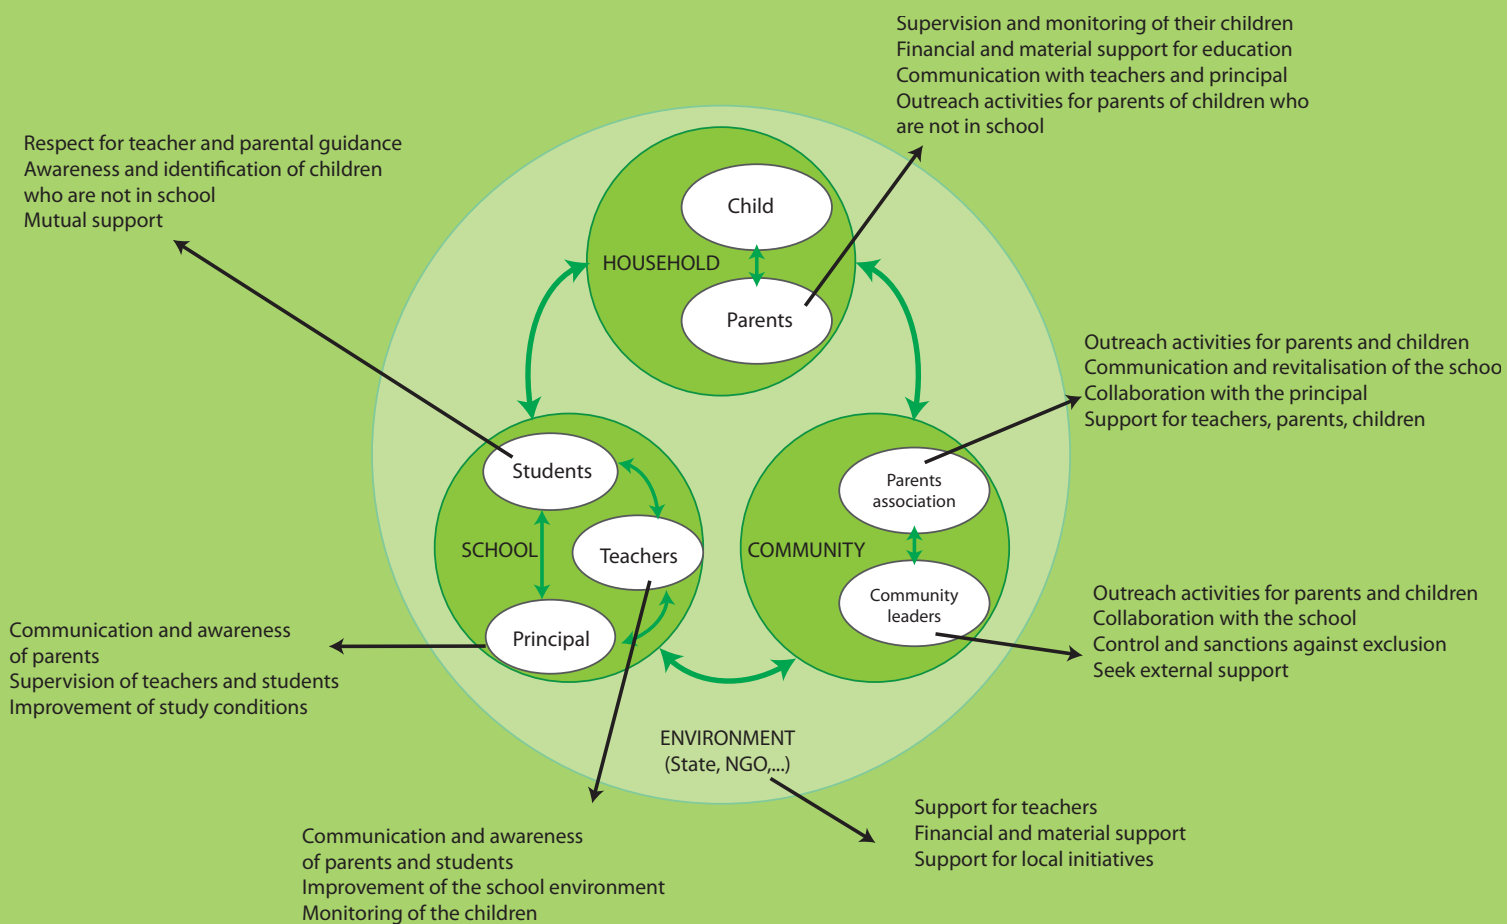 Supervision and monitoring of their children
Financial and material support for education
Communication with teachers and principal
Outreach activities for parents of children who
are not in school
Respect for teacher and parental guidance
Awareness and identification of children
who are not in school
Mutual support
Child
HOUSEHOLD
Parents
Outreach activities for parents and children
Communication and revitalisation of the schoo
Collaboration with the principal
Support for teachers, parents, children
Students
SCHOOL
Teachers
Principal
Parents
association
COMMUNITY
Community
leaders
Outreach activities for parents and children
Collaboration with the school
Control and sanctions against exclusion
Seek external support
Communication and awareness
of parents
Supervision of teachers and students
Improvement of study conditions
ENVIRONMENT
(State, NGO,...)
Support for teachers
Financial and material support
Support for local initiatives
Communication and awareness
of parents and students
Improvement of the school environment
Monitoring of the children